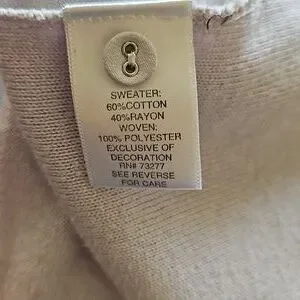 SWEATER:
60%COTTON
40%RAYON
WOVEN:
100% POLYESTER
EXCLUSIVE OF
DECORATION
RN# 73277
SEE REVERSE
FOR CARE